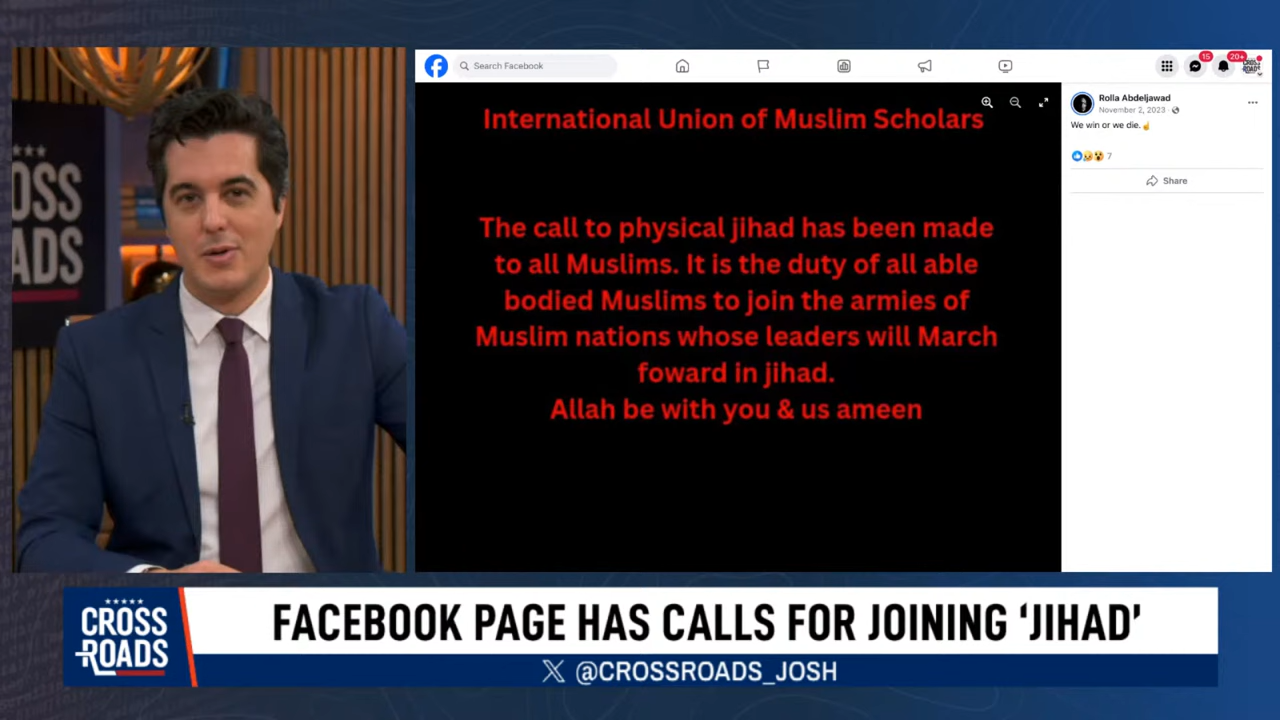 OSS
ROADS
Search Facebook
15
20+
CROSS
ROADS
International Union of Muslim Scholars
The call to physical jihad has been made
to all Muslims. It is the duty of all able
bodied Muslims to join the armies of
Muslim nations whose leaders will March
foward in jihad.
Allah be with you & us ameen
Rolla Abdeljawad
November 2, 2023
We win or we die.☝️
7
Share
CROSS
ROADS
FACEBOOK PAGE HAS CALLS FOR JOINING ‘JIHAD’
X @CROSSROADS_JOSH